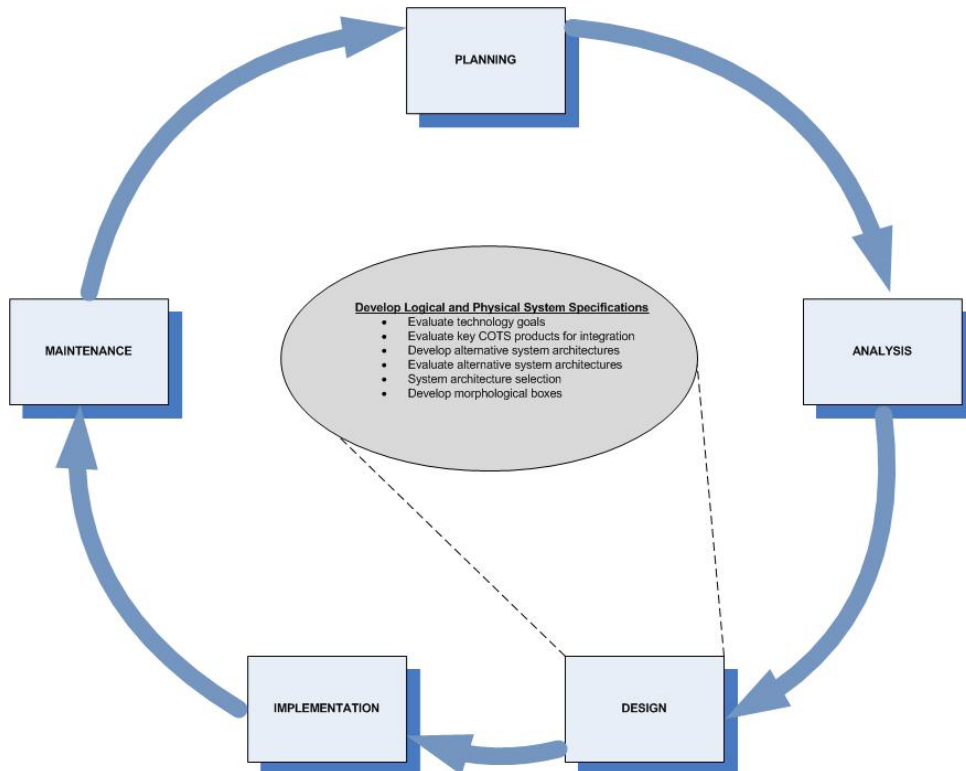 PLANNING
Develop Logical and Physical System Specifications
• Evaluate technology goals
• Evaluate key COTS products for integration
• Develop alternative system architectures
• Evaluate alternative system architectures
• System architecture selection
• Develop morphological boxes
MAINTENANCE
ANALYSIS
IMPLEMENTATION
DESIGN